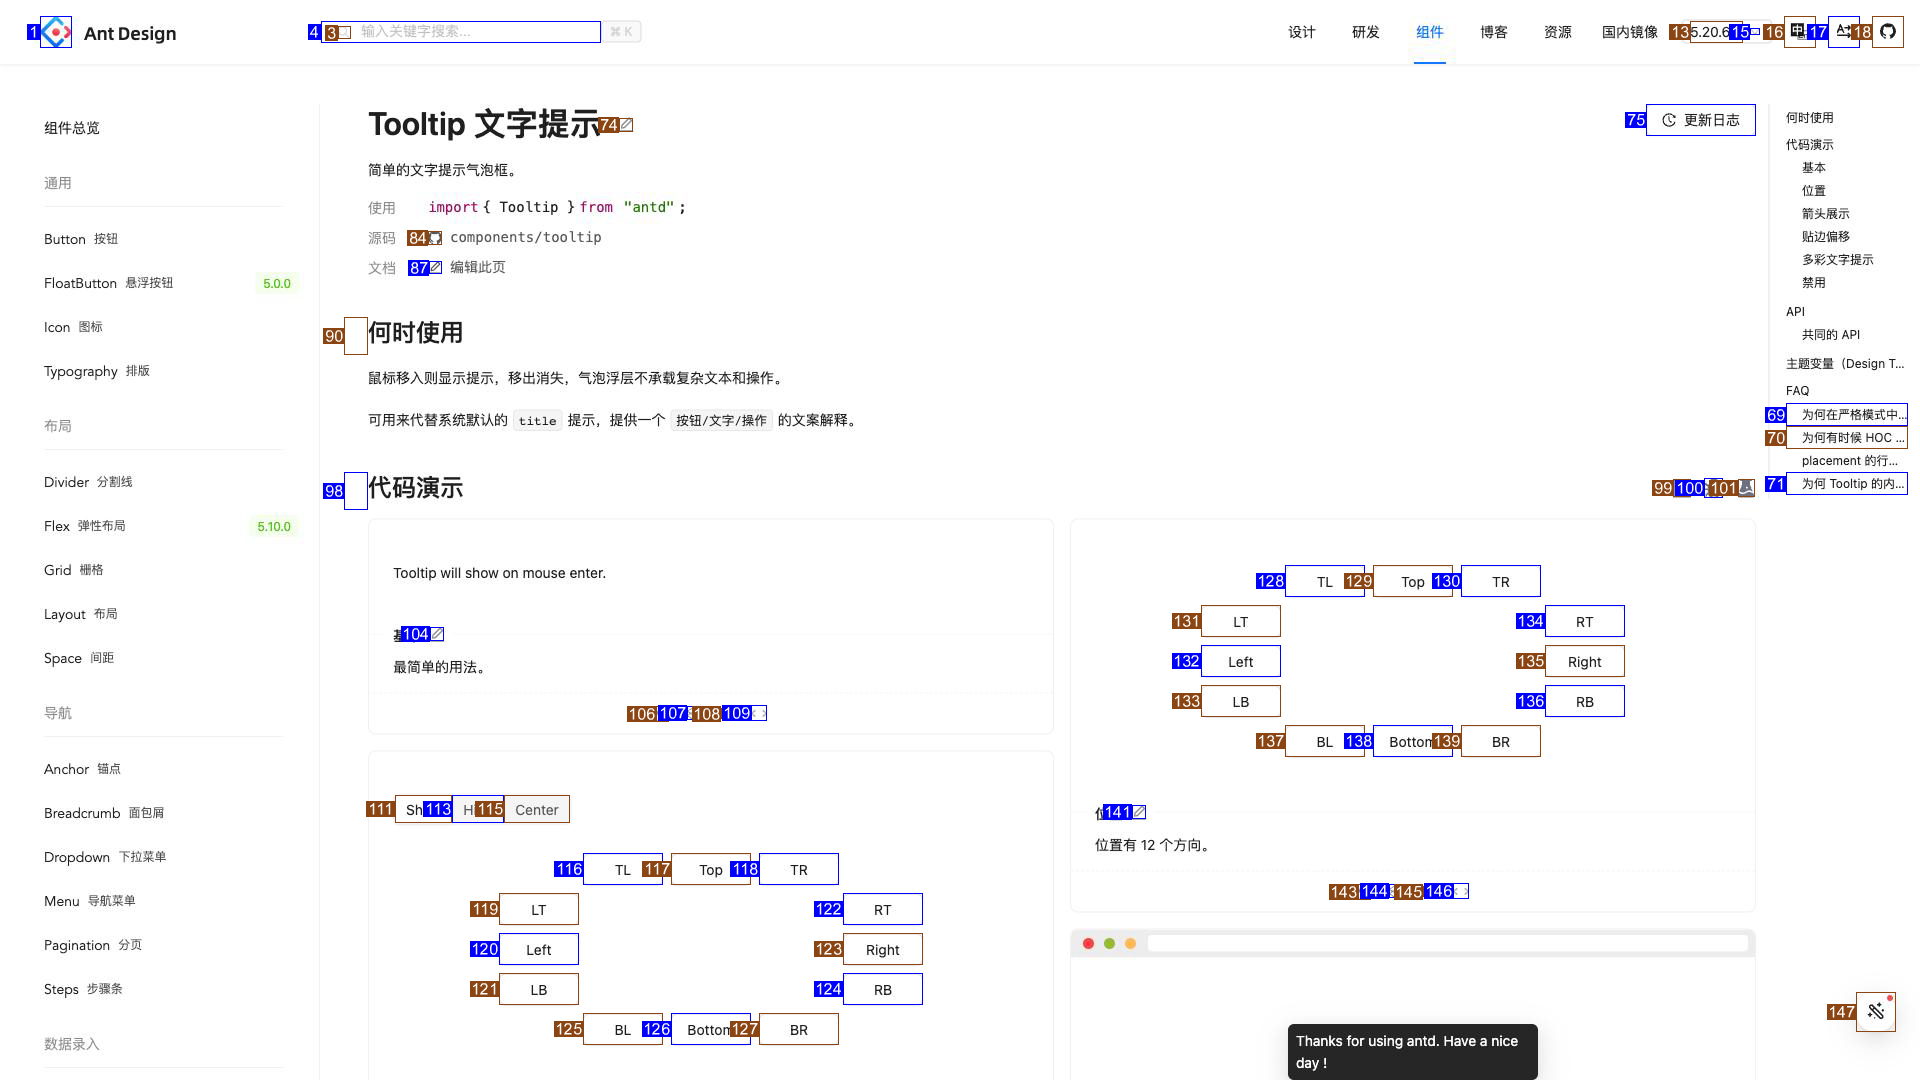 1
Ant Design
4
3
输入关键字搜索...
⌘ K
设计
研发
组件
博客
资源
国内镜像
13
5.20.6
15
16
中
17
18
组件总览
通用
Button 按钮
FloatButton 悬浮按钮 5.0.0
Icon 图标
Typography 排版
布局
Divider 分割线
Flex 弹性布局 5.10.0
Grid 栅格
Layout 布局
Space 间距
导航
Anchor 锚点
Breadcrumb 面包屑
Dropdown 下拉菜单
Menu 导航菜单
Pagination 分页
Steps 步骤条
数据录入
Tooltip 文字提示 74
75 更新日志
简单的文字提示气泡框。
使用 import { Tooltip } from "antd";
源码 84 components/tooltip
文档 87 编辑此页
90 何时使用
鼠标移入则显示提示，移出消失，气泡浮层不承载复杂文本和操作。
可用来代替系统默认的 title 提示，提供一个 按钮/文字/操作 的文案解释。
98 代码演示
99 100 101
Tooltip will show on mouse enter.
104
最简单的用法。
106 107 108 109
111 Sh 113 H 115 Center
116 TL 117 Top 118 TR
119 LT 122 RT
120 Left 123 Right
121 LB 124 RB
125 BL 126 Bottom 127 BR
128 TL 129 Top 130 TR
131 LT 134 RT
132 Left 135 Right
133 LB 136 RB
137 BL 138 Bottom 139 BR
141
位置有 12 个方向。
143 144 145 146
Thanks for using antd. Have a nice
day !
何时使用
代码演示
基本
位置
箭头展示
贴边偏移
多彩文字提示
禁用
API
共同的 API
主题变量（Design T...
FAQ
69 为何在严格模式中...
70 为何有时候 HOC ...
placement 的行...
71 为何 Tooltip 的内...
147